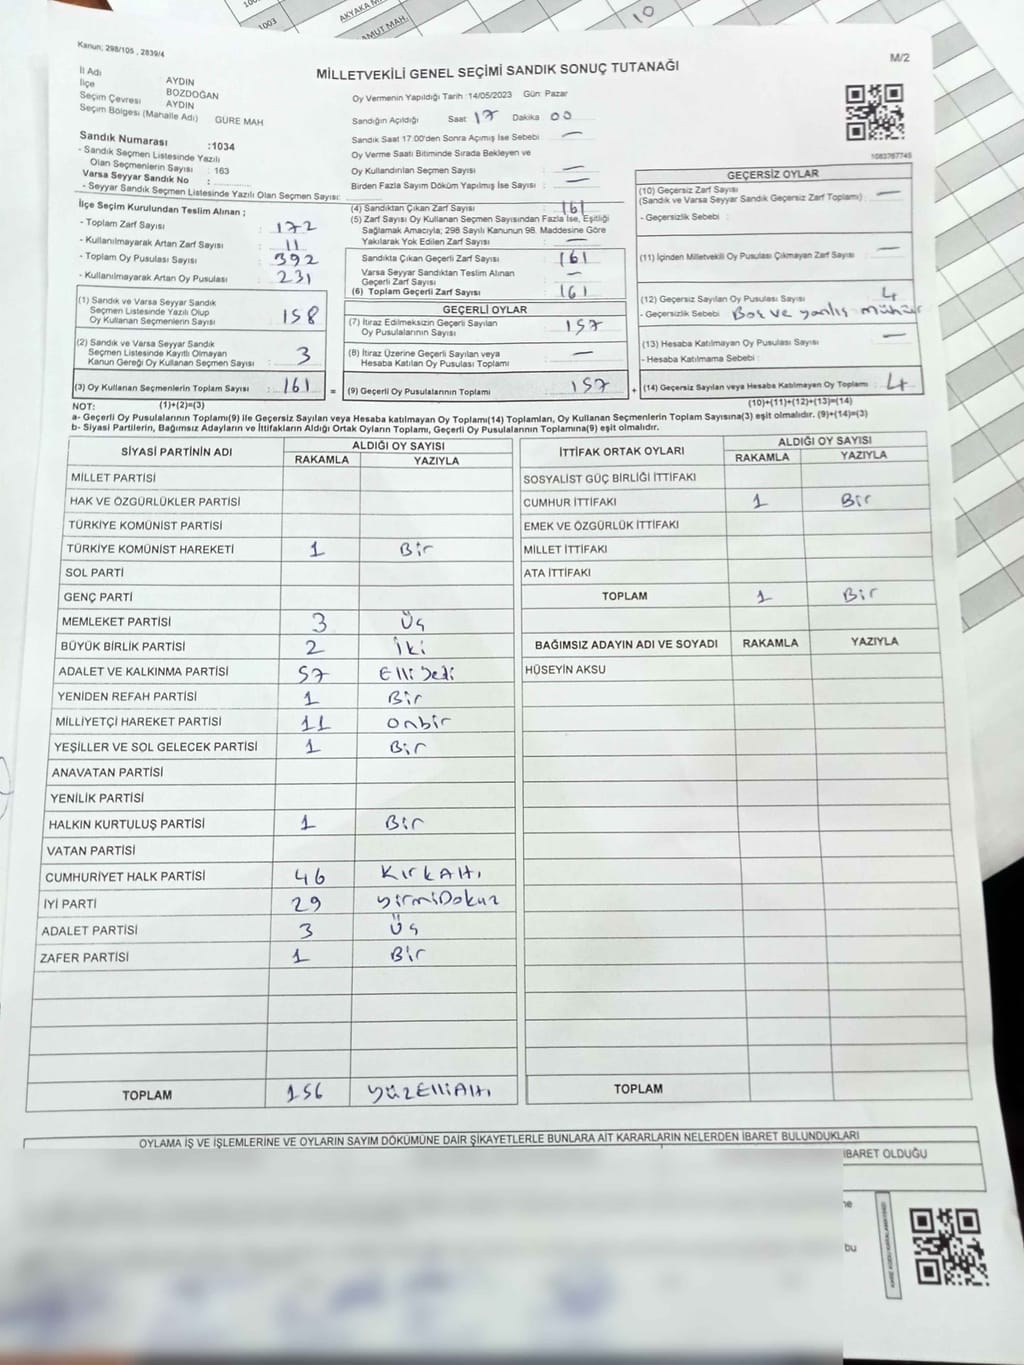 1003
AKYAKA M
AMUT MAH.
10
Kanun; 298/105 , 2839/4
M/2
MİLLETVEKİLİ GENEL SEÇİMİ SANDIK SONUÇ TUTANAĞI
İl Adı AYDIN
İlçe BOZDOĞAN
Seçim Çevresi AYDIN
Seçim Bölgesi (Mahalle Adı) GÜRE MAH
Oy Vermenin Yapıldığı Tarih :14/05/2023 Gün: Pazar
Sandığın Açıldığı Saat 17 Dakika 00
Sandık Saat 17.00'den Sonra Açımış İse Sebebi : —
Oy Verme Saati Bitiminde Sırada Bekleyen ve
Oy Kullandırılan Seçmen Sayısı : —
Birden Fazla Sayım Döküm Yapılmış İse Sayısı : —
1083767745
Sandık Numarası :1034
- Sandık Seçmen Listesinde Yazılı
Olan Seçmenlerin Sayısı : 163
Varsa Seyyar Sandık No :
- Seyyar Sandık Seçmen Listesinde Yazılı Olan Seçmen Sayısı:
İlçe Seçim Kurulundan Teslim Alınan ;
- Toplam Zarf Sayısı : 172
- Kullanılmayarak Artan Zarf Sayısı : 11
- Toplam Oy Pusulası Sayısı : 392
- Kullanılmayarak Artan Oy Pusulası : 231
(1) Sandık ve Varsa Seyyar Sandık
Seçmen Listesinde Yazılı Olup
Oy Kullanan Seçmenlerin Sayısı : 158
(2) Sandık ve Varsa Seyyar Sandık
Seçmen Listesinde Kayıtlı Olmayan
Kanun Gereği Oy Kullanan Seçmen Sayısı : 3
(3) Oy Kullanan Seçmenlerin Toplam Sayısı : 161 =
(4) Sandıktan Çıkan Zarf Sayısı : 161
(5) Zarf Sayısı Oy Kullanan Seçmen Sayısından Fazla İse, Eşitliği
Sağlamak Amacıyla; 298 Sayılı Kanunun 98. Maddesine Göre
Yakılarak Yok Edilen Zarf Sayısı : —
Sandıkta Çıkan Geçerli Zarf Sayısı : 161
Varsa Seyyar Sandıktan Teslim Alınan
Geçerli Zarf Sayısı : —
(6) Toplam Geçerli Zarf Sayısı : 161
GEÇERLİ OYLAR
(7) İtiraz Edilmeksizin Geçerli Sayılan
Oy Pusulalarının Sayısı : 157
(8) İtiraz Üzerine Geçerli Sayılan veya
Hesaba Katılan Oy Pusulası Toplamı : —
(9) Geçerli Oy Pusulalarının Toplamı : 157 +
GEÇERSİZ OYLAR
(10) Geçersiz Zarf Sayısı
(Sandık ve Varsa Seyyar Sandık Geçersiz Zarf Toplamı) : —
- Geçersizlik Sebebi :
(11) İçinden Milletvekili Oy Pusulası Çıkmayan Zarf Sayısı : —
(12) Geçersiz Sayılan Oy Pusulası Sayısı : 4
- Geçersizlik Sebebi : Boş ve yanlış mühür
(13) Hesaba Katılmayan Oy Pusulası Sayısı : —
- Hesaba Katılmama Sebebi :
(14) Geçersiz Sayılan veya Hesaba Katılmayan Oy Toplamı : 4
NOT: (1)+(2)=(3)
(10)+(11)+(12)+(13)=(14)
a- Geçerli Oy Pusulalarının Toplamı(9) ile Geçersiz Sayılan veya Hesaba katılmayan Oy Toplamı(14) Toplamları, Oy Kullanan Seçmenlerin Toplam Sayısına(3) eşit olmalıdır. (9)+(14)=(3)
b- Siyasi Partilerin, Bağımsız Adayların ve İttifakların Aldığı Ortak Oyların Toplamı, Geçerli Oy Pusulalarının Toplamına(9) eşit olmalıdır.
SİYASİ PARTİNİN ADI ALDIĞI OY SAYISI
RAKAMLA YAZIYLA
MİLLET PARTİSİ
HAK VE ÖZGÜRLÜKLER PARTİSİ
TÜRKİYE KOMÜNİST PARTİSİ
TÜRKİYE KOMÜNİST HAREKETİ 1 Bir
SOL PARTİ
GENÇ PARTİ
MEMLEKET PARTİSİ 3 Üç
BÜYÜK BİRLİK PARTİSİ 2 İki
ADALET VE KALKINMA PARTİSİ 57 Elli Yedi
YENİDEN REFAH PARTİSİ 1 Bir
MİLLİYETÇİ HAREKET PARTİSİ 11 onbir
YEŞİLLER VE SOL GELECEK PARTİSİ 1 Bir
ANAVATAN PARTİSİ
YENİLİK PARTİSİ
HALKIN KURTULUŞ PARTİSİ 1 Bir
VATAN PARTİSİ
CUMHURİYET HALK PARTİSİ 46 KırkAltı
İYİ PARTİ 29 YirmiDokuz
ADALET PARTİSİ 3 Üç
ZAFER PARTİSİ 1 Bir
TOPLAM 156 YüzElliAltı
İTTİFAK ORTAK OYLARI ALDIĞI OY SAYISI
RAKAMLA YAZIYLA
SOSYALİST GÜÇ BİRLİĞİ İTTİFAKI
CUMHUR İTTİFAKI 1 Bir
EMEK VE ÖZGÜRLÜK İTTİFAKI
MİLLET İTTİFAKI
ATA İTTİFAKI
TOPLAM 1 Bir
BAĞIMSIZ ADAYIN ADI VE SOYADI RAKAMLA YAZIYLA
HÜSEYİN AKSU
TOPLAM
OYLAMA İŞ VE İŞLEMLERİNE VE OYLARIN SAYIM DÖKÜMÜNE DAİR ŞİKAYETLERLE BUNLARA AİT KARARLARIN NELERDEN İBARET BULUNDUKLARI
İBARET OLDUĞU
ne
bu